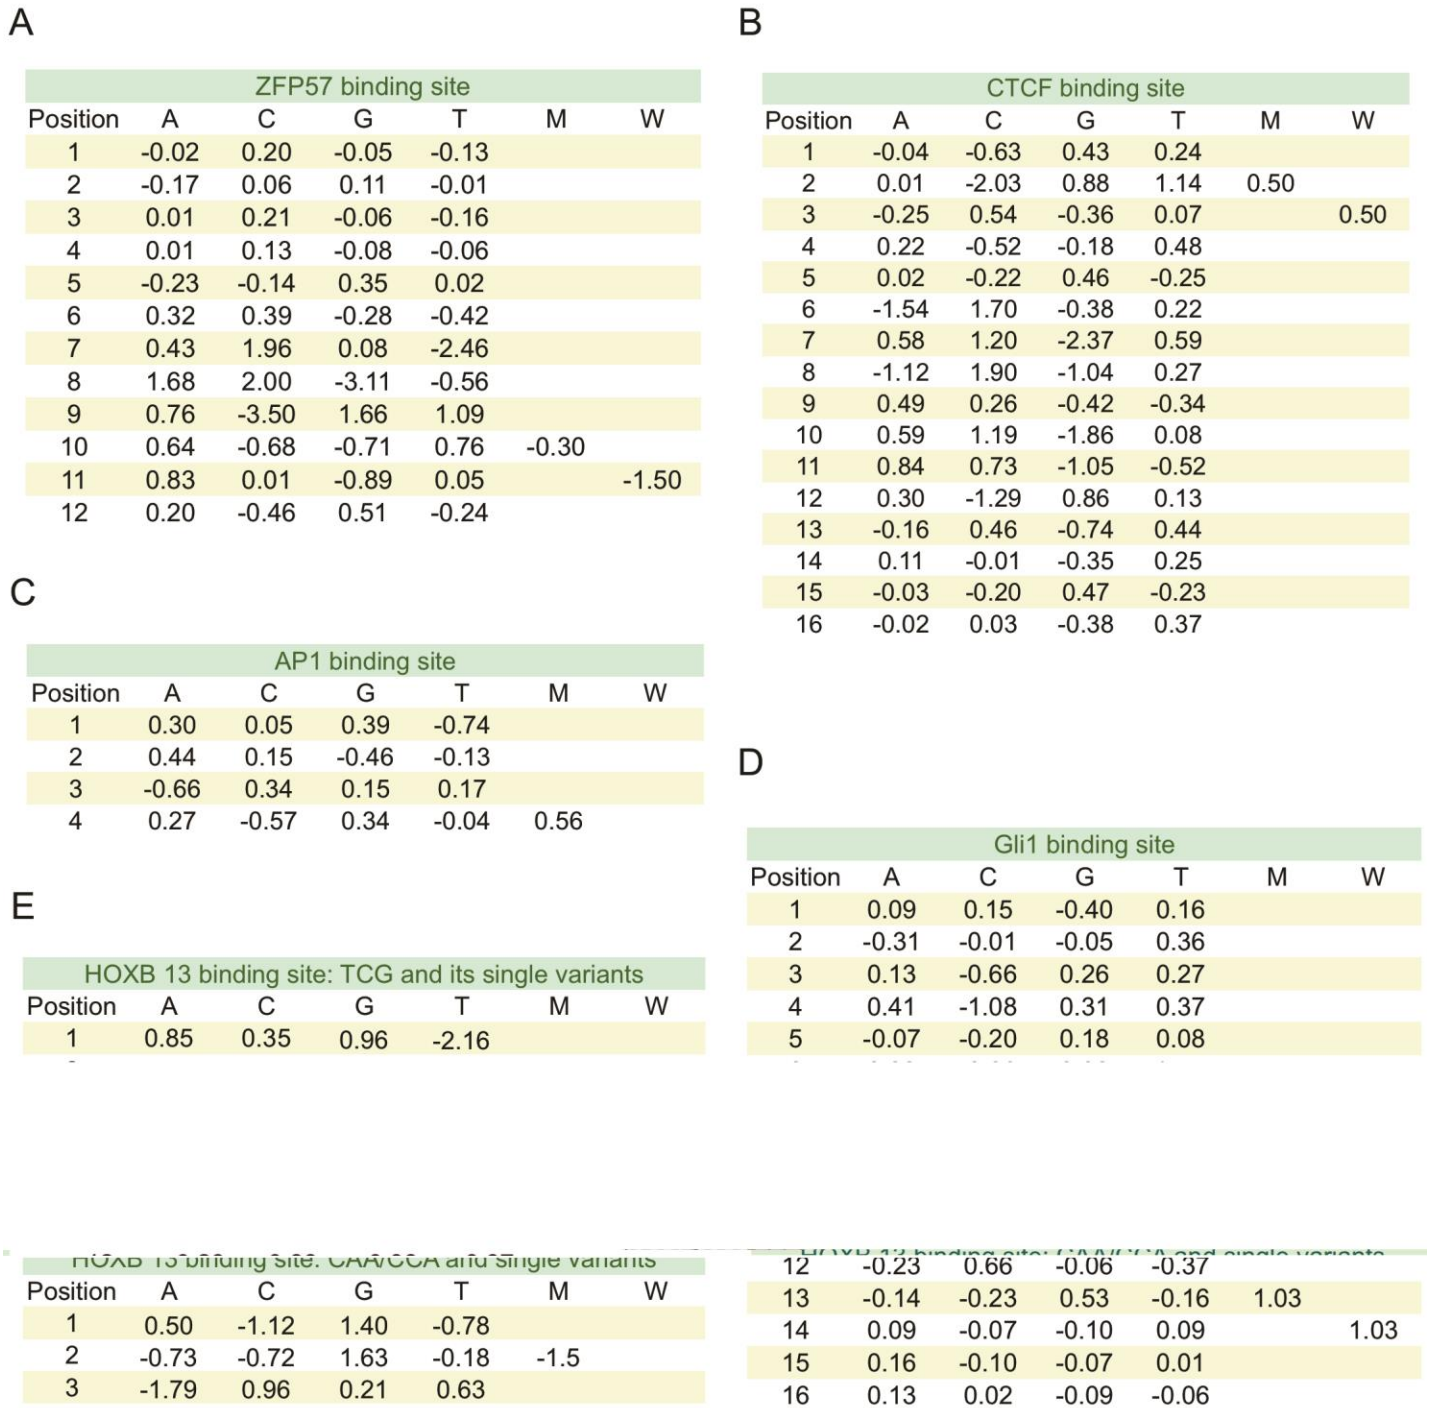 A
ZFP57 binding site
Position A C G T M W
1 -0.02 0.20 -0.05 -0.13
2 -0.17 0.06 0.11 -0.01
3 0.01 0.21 -0.06 -0.16
4 0.01 0.13 -0.08 -0.06
5 -0.23 -0.14 0.35 0.02
6 0.32 0.39 -0.28 -0.42
7 0.43 1.96 0.08 -2.46
8 1.68 2.00 -3.11 -0.56
9 0.76 -3.50 1.66 1.09
10 0.64 -0.68 -0.71 0.76 -0.30
11 0.83 0.01 -0.89 0.05 -1.50
12 0.20 -0.46 0.51 -0.24
B
CTCF binding site
Position A C G T M W
1 -0.04 -0.63 0.43 0.24
2 0.01 -2.03 0.88 1.14 0.50
3 -0.25 0.54 -0.36 0.07 0.50
4 0.22 -0.52 -0.18 0.48
5 0.02 -0.22 0.46 -0.25
6 -1.54 1.70 -0.38 0.22
7 0.58 1.20 -2.37 0.59
8 -1.12 1.90 -1.04 0.27
9 0.49 0.26 -0.42 -0.34
10 0.59 1.19 -1.86 0.08
11 0.84 0.73 -1.05 -0.52
12 0.30 -1.29 0.86 0.13
13 -0.16 0.46 -0.74 0.44
14 0.11 -0.01 -0.35 0.25
15 -0.03 -0.20 0.47 -0.23
16 -0.02 0.03 -0.38 0.37
C
AP1 binding site
Position A C G T M W
1 0.30 0.05 0.39 -0.74
2 0.44 0.15 -0.46 -0.13
3 -0.66 0.34 0.15 0.17
4 0.27 -0.57 0.34 -0.04 0.56
D
Gli1 binding site
Position A C G T M W
1 0.09 0.15 -0.40 0.16
2 -0.31 -0.01 -0.05 0.36
3 0.13 -0.66 0.26 0.27
4 0.41 -1.08 0.31 0.37
5 -0.07 -0.20 0.18 0.08
12 -0.23 0.66 -0.06 -0.37
13 -0.14 -0.23 0.53 -0.16 1.03
14 0.09 -0.07 -0.10 0.09 1.03
15 0.16 -0.10 -0.07 0.01
16 0.13 0.02 -0.09 -0.06
E
HOXB 13 binding site: TCG and its single variants
Position A C G T M W
1 0.85 0.35 0.96 -2.16
HOXB 13 binding site: CAA/CCA and single variants
Position A C G T M W
1 0.50 -1.12 1.40 -0.78
2 -0.73 -0.72 1.63 -0.18 -1.5
3 -1.79 0.96 0.21 0.63